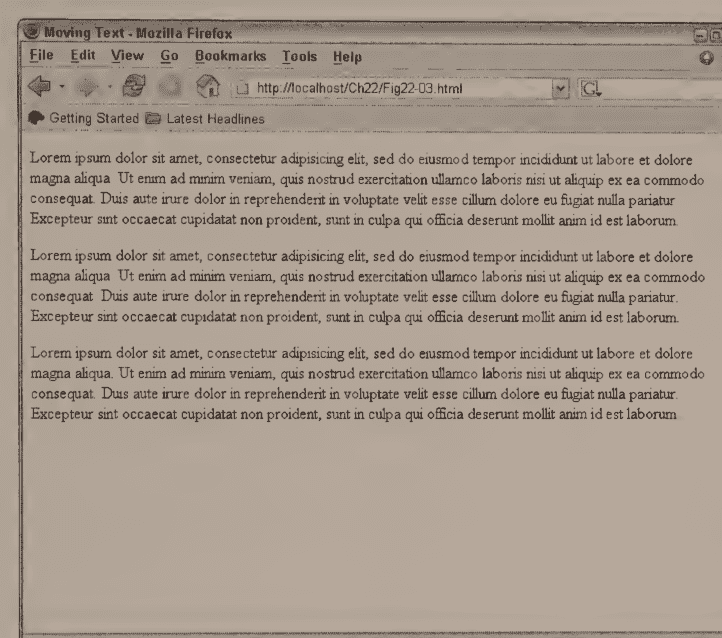 Moving Text - Mozilla Firefox
File Edit View Go Bookmarks Tools Help
http://localhost/Ch22/Fig22-03.html G
Getting Started Latest Headlines
Lorem ipsum dolor sit amet, consectetur adipisicing elit, sed do eiusmod tempor incididunt ut labore et dolore
magna aliqua Ut enim ad minim veniam, quis nostrud exercitation ullamco laboris nisi ut aliquip ex ea commodo
consequat. Duis aute irure dolor in reprehenderit in voluptate velit esse cillum dolore eu fugiat nulla pariatur
Excepteur sint occaecat cupidatat non proident, sunt in culpa qui officia deserunt mollit anim id est laborum.
Lorem ipsum dolor sit amet, consectetur adipisicing elit, sed do eiusmod tempor incididunt ut labore et dolore
magna aliqua Ut enim ad minim veniam, quis nostrud exercitation ullamco laboris nisi ut aliquip ex ea commodo
consequat Duis aute irure dolor in reprehenderit in voluptate velit esse cillum dolore eu fugiat nulla pariatur.
Excepteur sint occaecat cupidatat non proident, sunt in culpa qui officia deserunt mollit anim id est laborum.
Lorem ipsum dolor sit amet, consectetur adipisicing elit, sed do eiusmod tempor incididunt ut labore et dolore
magna aliqua. Ut enim ad minim veniam, quis nostrud exercitation ullamco laboris nisi ut aliquip ex ea commodo
consequat. Duis aute irure dolor in reprehenderit in voluptate velit esse cillum dolore eu fugiat nulla pariatur.
Excepteur sint occaecat cupidatat non proident, sunt in culpa qui officia deserunt mollit anim id est laborum